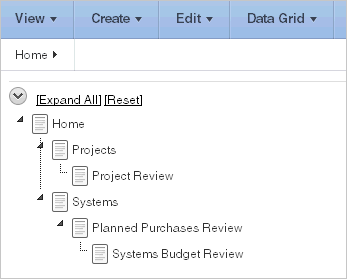 View Create Edit Data Grid
Home
[Expand All] [Reset]
Home
Projects
Project Review
Systems
Planned Purchases Review
Systems Budget Review